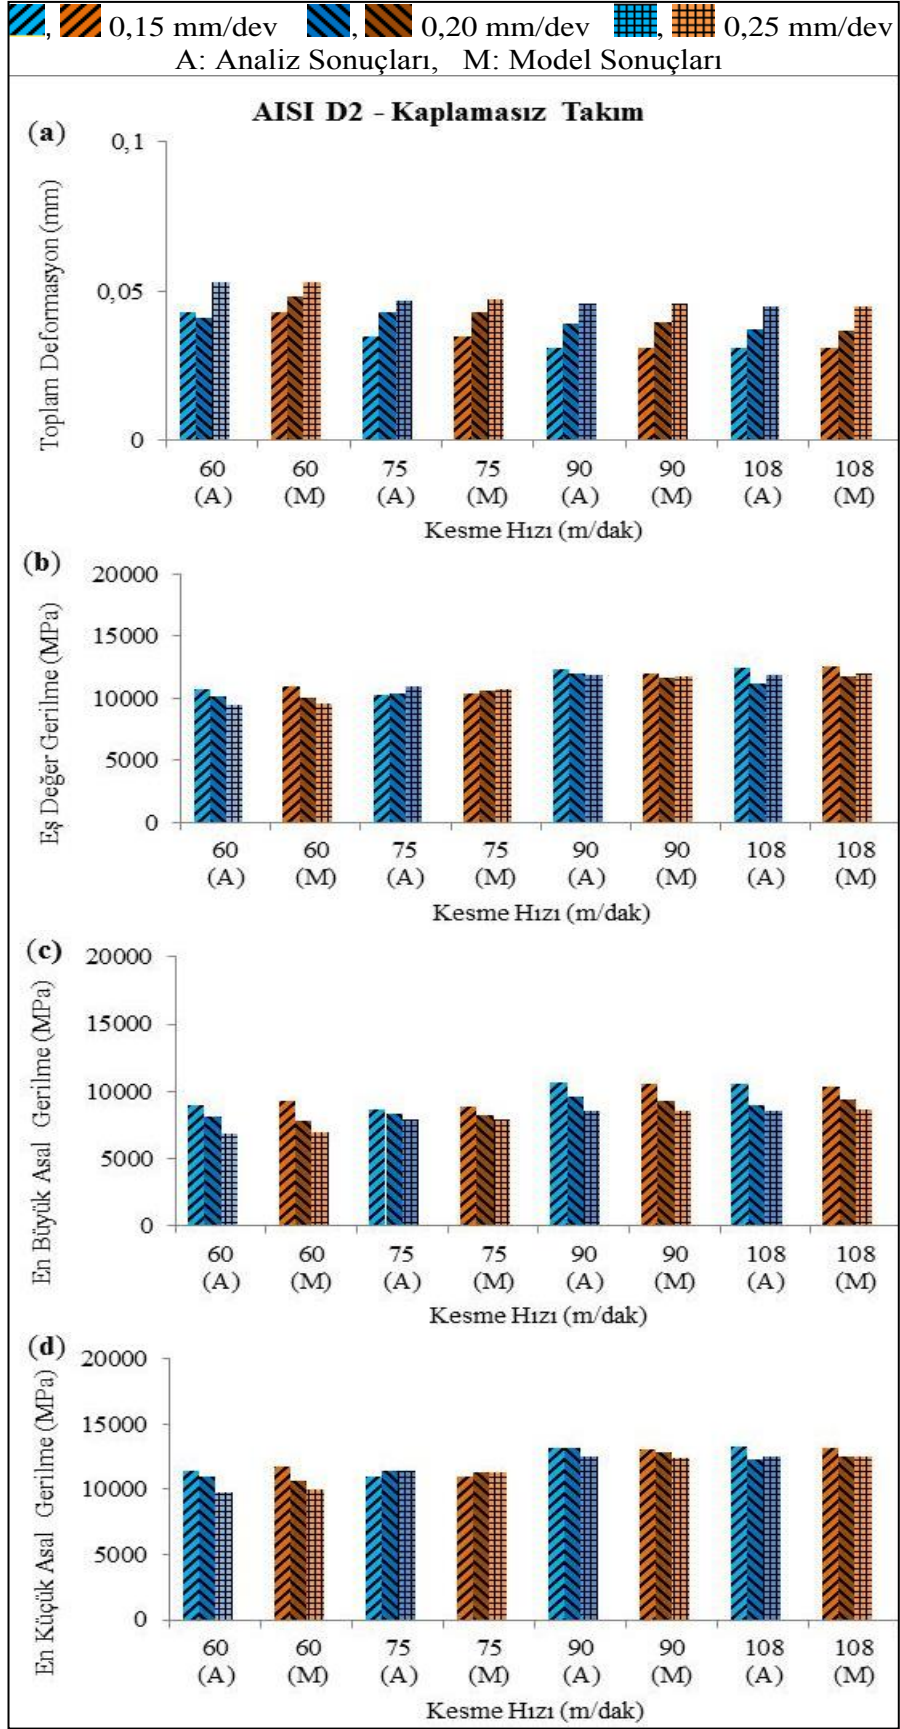 , 0,15 mm/dev , 0,20 mm/dev , 0,25 mm/dev
A: Analiz Sonuçları, M: Model Sonuçları
AISI D2 - Kaplamasız Takım
(a)
Toplam Deformasyon (mm)
0,1
0,05
0
60 60 75 75 90 90 108 108
(A) (M) (A) (M) (A) (M) (A) (M)
Kesme Hızı (m/dak)
(b)
Eş Değer Gerilme (MPa)
20000
15000
10000
5000
0
60 60 75 75 90 90 108 108
(A) (M) (A) (M) (A) (M) (A) (M)
Kesme Hızı (m/dak)
(c)
En Büyük Asal Gerilme (MPa)
20000
15000
10000
5000
0
60 60 75 75 90 90 108 108
(A) (M) (A) (M) (A) (M) (A) (M)
Kesme Hızı (m/dak)
(d)
En Küçük Asal Gerilme (MPa)
20000
15000
10000
5000
0
60 60 75 75 90 90 108 108
(A) (M) (A) (M) (A) (M) (A) (M)
Kesme Hızı (m/dak)